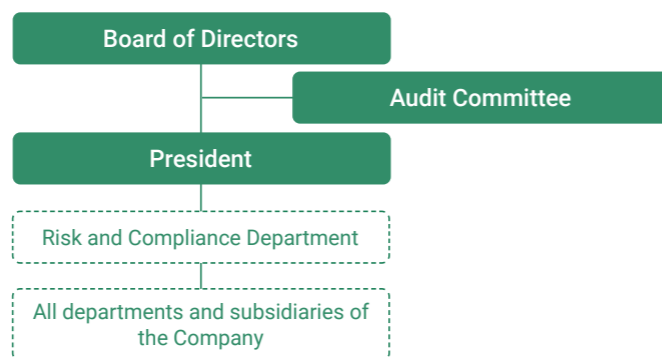 Board of Directors
Audit Committee
President
Risk and Compliance Department
All departments and subsidiaries of
the Company